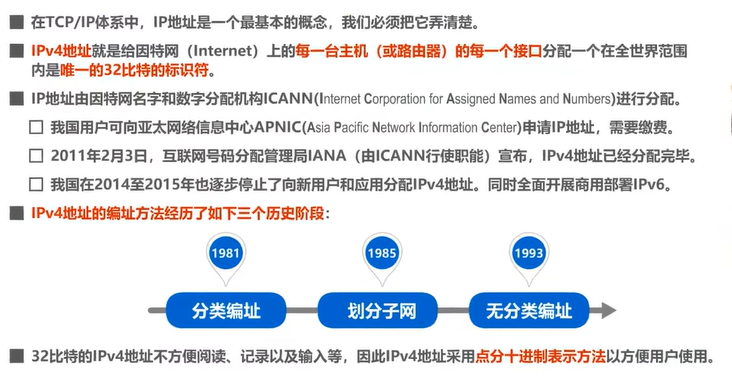 在TCP/IP体系中，IP地址是一个最基本的概念，我们必须把它弄清楚。
IPv4地址就是给因特网（Internet）上的每一台主机（或路由器）的每一个接口分配一个在全世界范围
内是唯一的32比特的标识符。
IP地址由因特网名字和数字分配机构ICANN(Internet Corporation for Assigned Names and Numbers)进行分配。
我国用户可向亚太网络信息中心APNIC(Asia Pacific Network Information Center)申请IP地址，需要缴费。
2011年2月3日，互联网号码分配管理局IANA（由ICANN行使职能）宣布，IPv4地址已经分配完毕。
我国在2014至2015年也逐步停止了向新用户和应用分配IPv4地址。同时全面开展商用部署IPv6。
IPv4地址的编址方法经历了如下三个历史阶段：
1981 1985 1993
分类编址 划分子网 无分类编址
32比特的IPv4地址不方便阅读、记录以及输入等，因此IPv4地址采用点分十进制表示方法以方便用户使用。